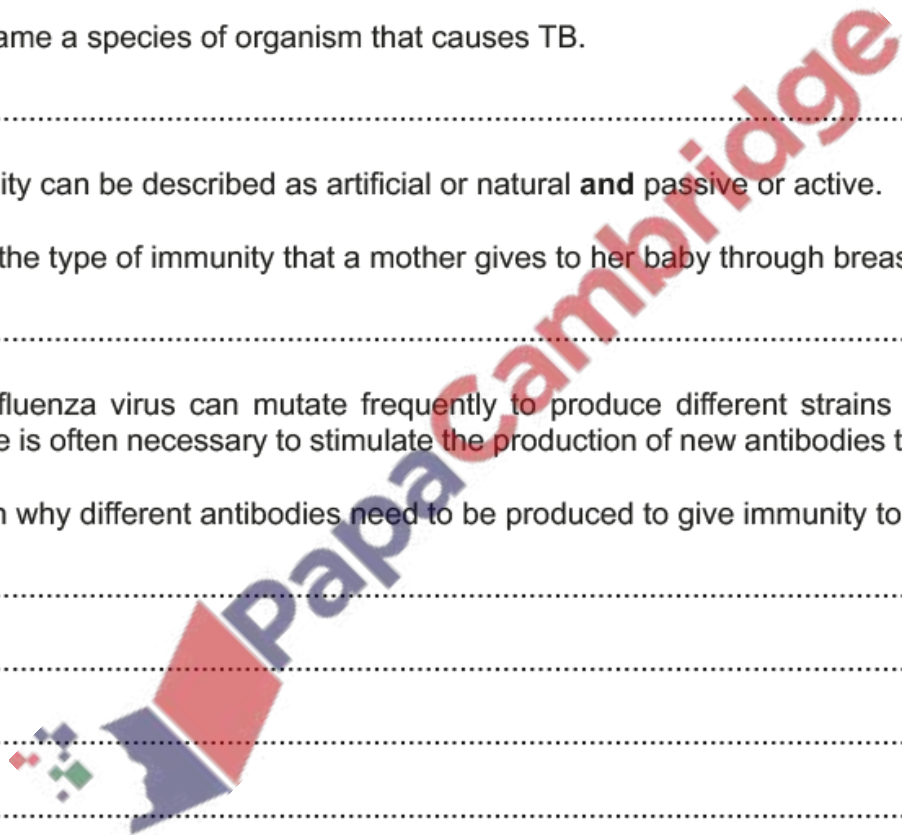 ame a species of organism that causes TB.
ity can be described as artificial or natural and passive or active.
the type of immunity that a mother gives to her baby through breas
fluenza virus can mutate frequently to produce different strains
e is often necessary to stimulate the production of new antibodies t
n why different antibodies need to be produced to give immunity to
PapaCambridge